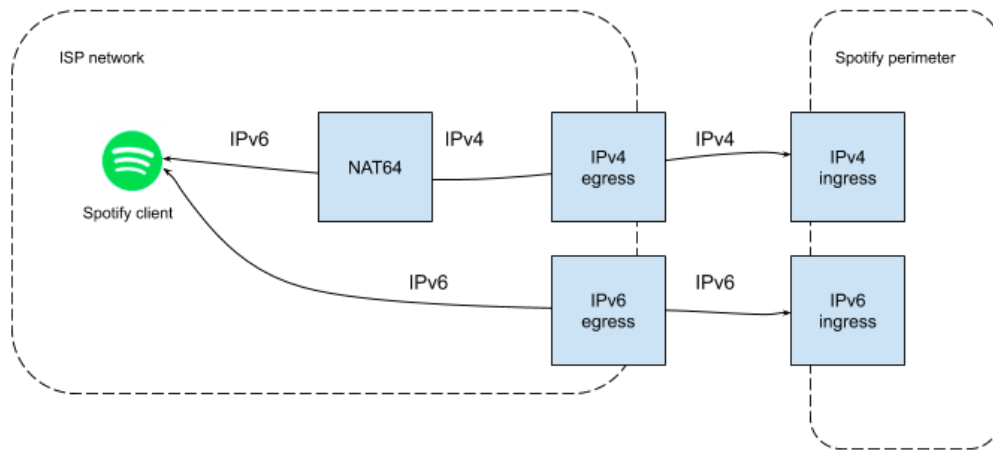 ISP network
Spotify perimeter
IPv6
IPv4
IPv4
NAT64
IPv4
egress
IPv4
ingress
Spotify client
IPv6
IPv6
IPv6
egress
IPv6
ingress